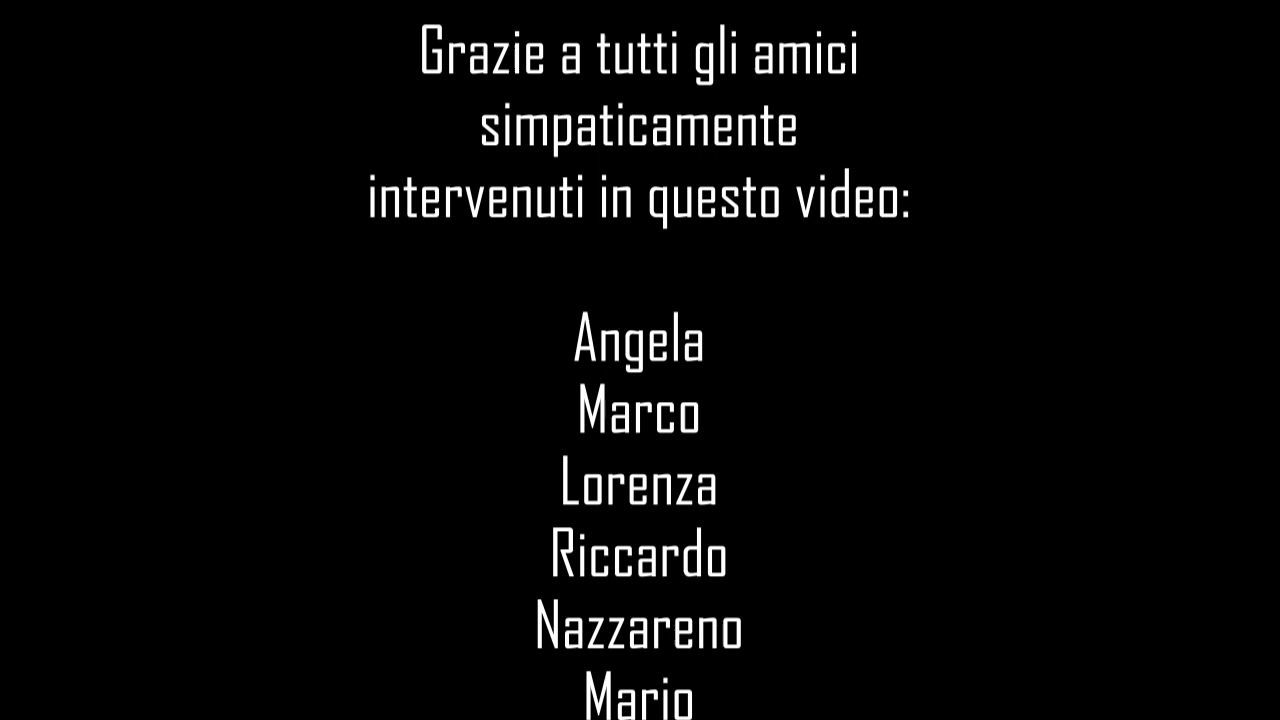 Grazie a tutti gli amici
simpaticamente
intervenuti in questo video:
Angela
Marco
Lorenza
Riccardo
Nazzareno
Mario